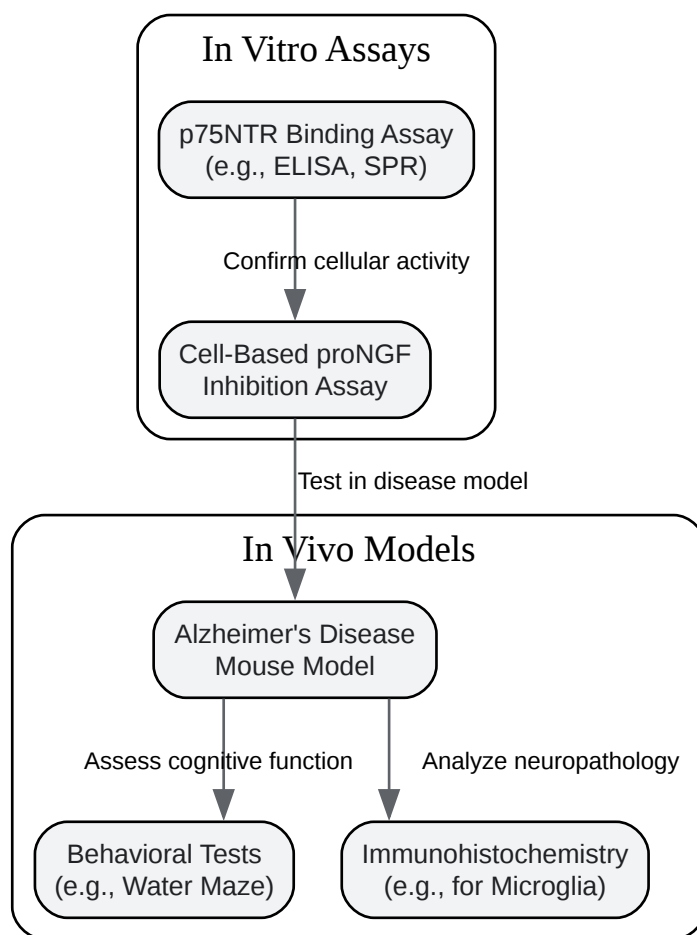 In Vitro Assays
p75NTR Binding Assay
(e.g., ELISA, SPR)
Confirm cellular activity
Cell-Based proNGF
Inhibition Assay
Test in disease model
In Vivo Models
Alzheimer's Disease
Mouse Model
Assess cognitive function
Analyze neuropathology
Behavioral Tests
(e.g., Water Maze)
Immunohistochemistry
(e.g., for Microglia)